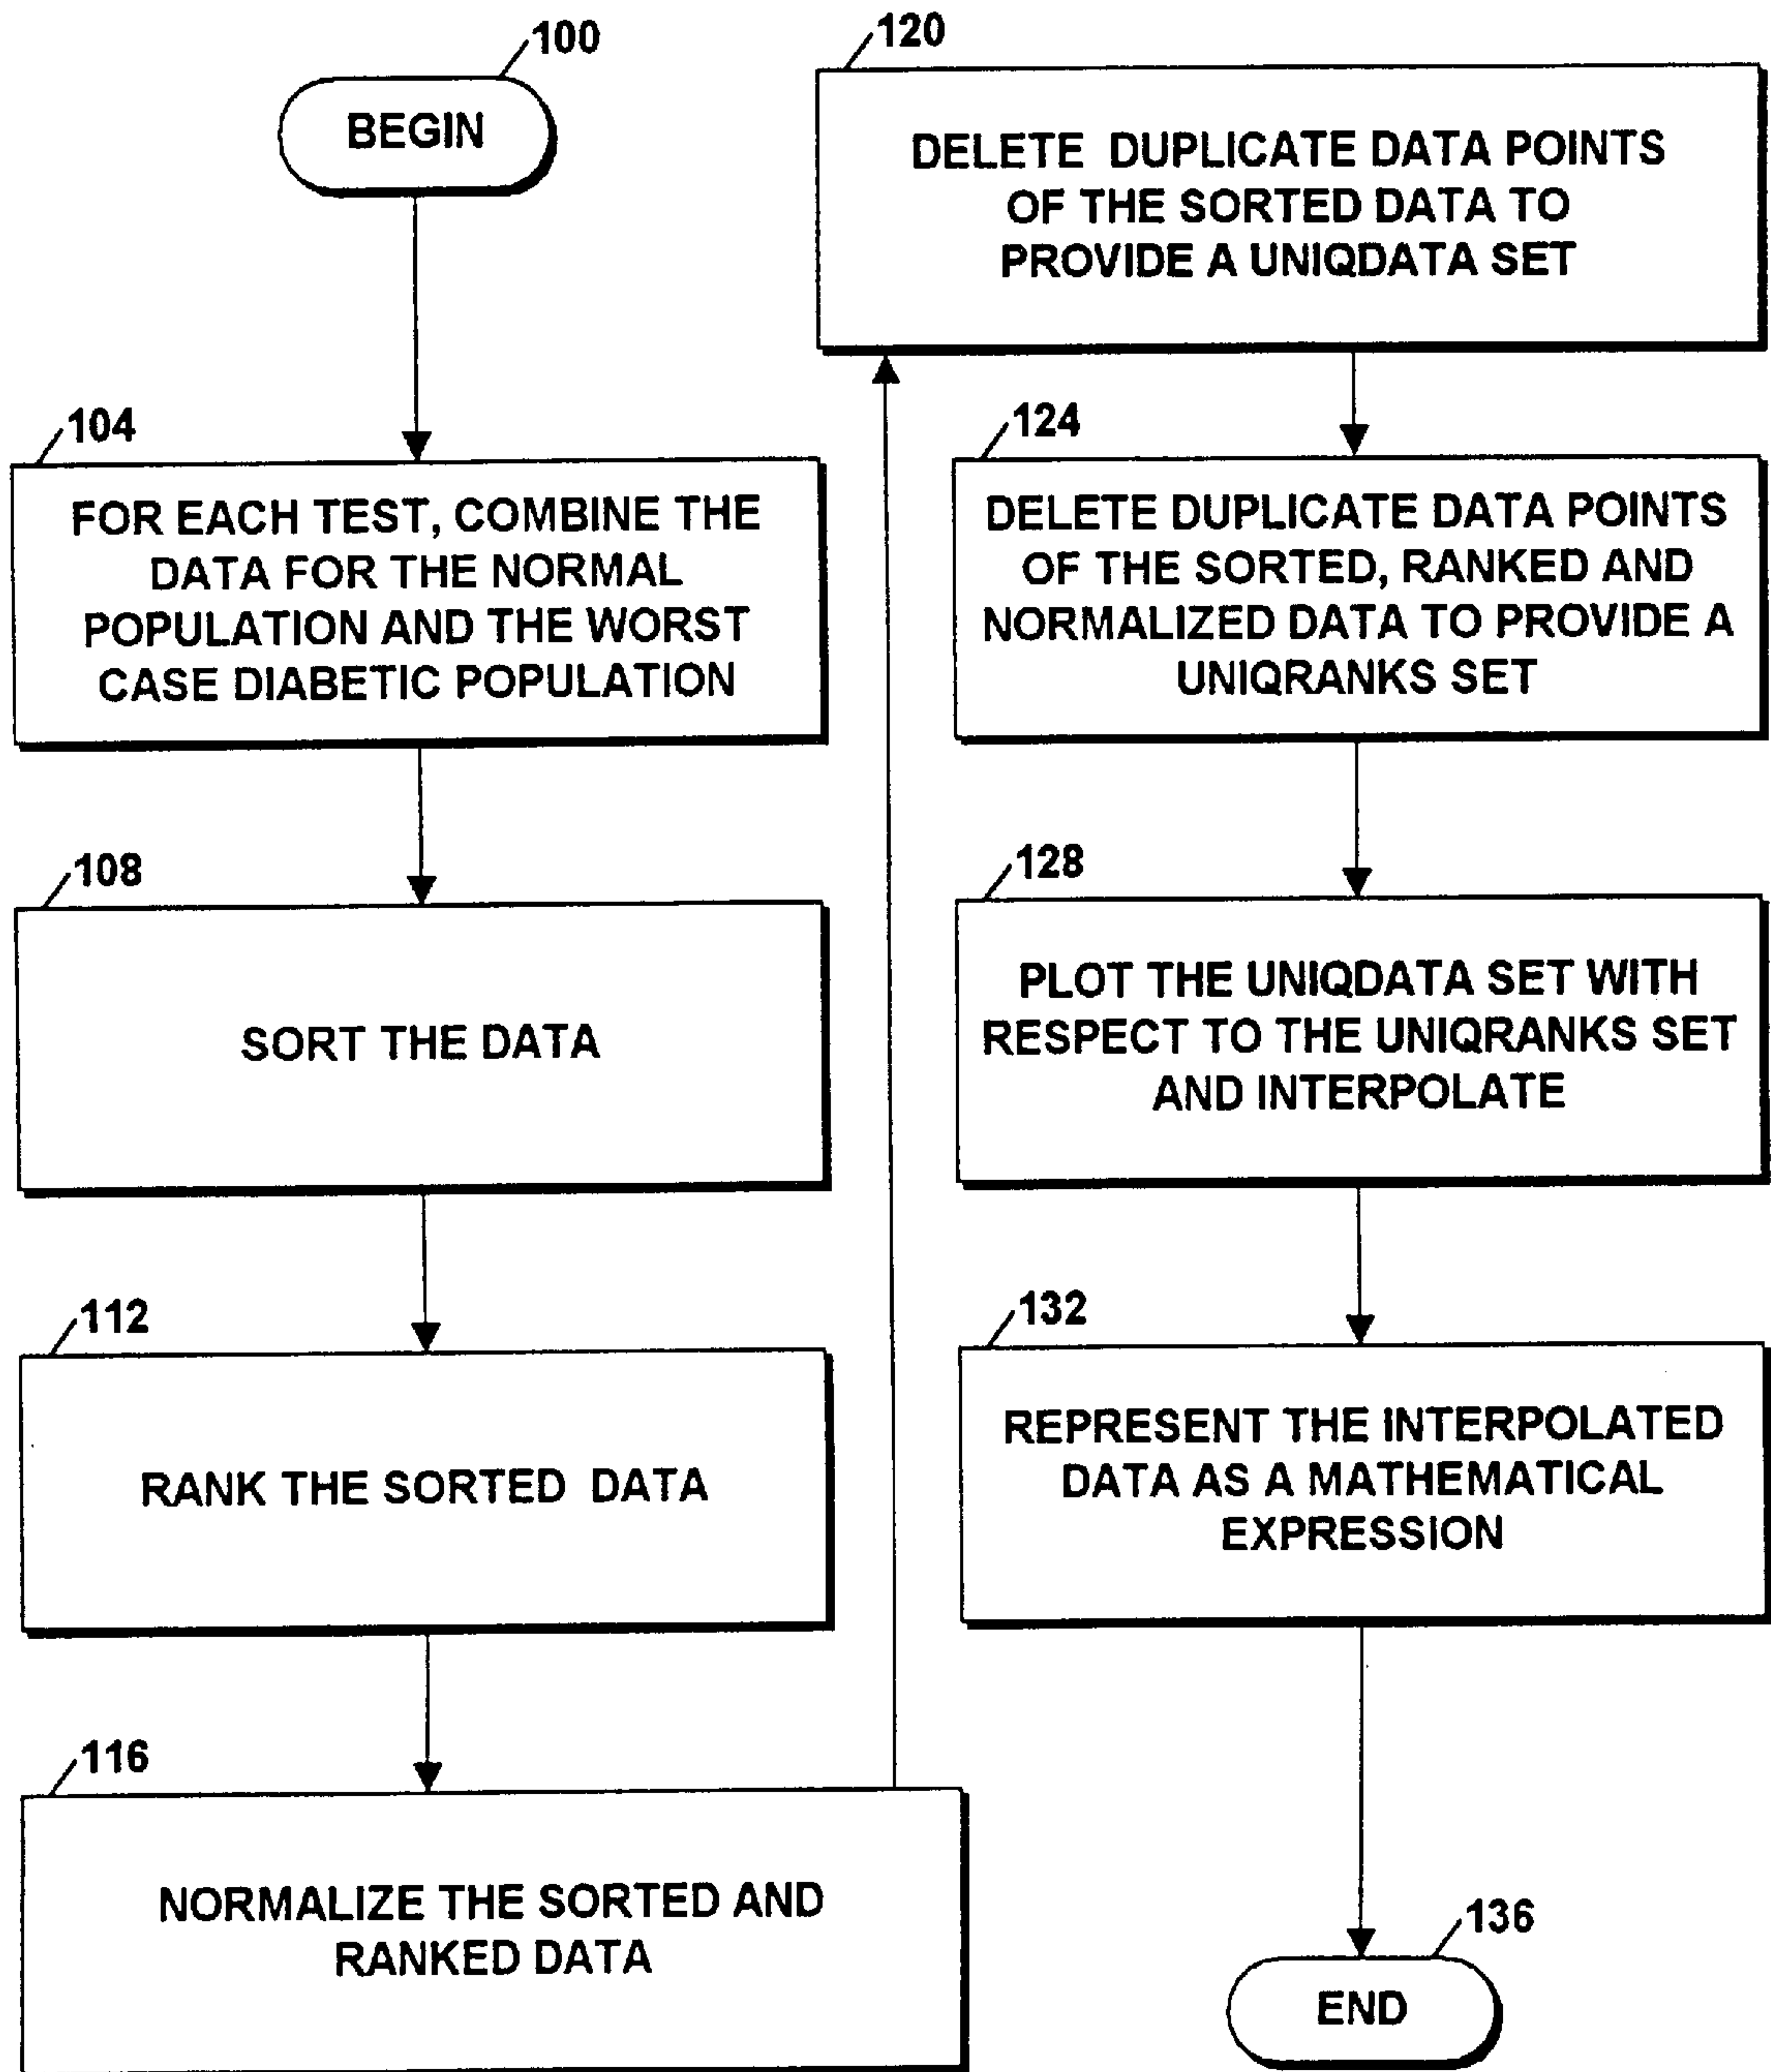 100
BEGIN
104
FOR EACH TEST, COMBINE THE
DATA FOR THE NORMAL
POPULATION AND THE WORST
CASE DIABETIC POPULATION
108
SORT THE DATA
112
RANK THE SORTED DATA
116
NORMALIZE THE SORTED AND
RANKED DATA
120
DELETE DUPLICATE DATA POINTS
OF THE SORTED DATA TO
PROVIDE A UNIQDATA SET
124
DELETE DUPLICATE DATA POINTS
OF THE SORTED, RANKED AND
NORMALIZED DATA TO PROVIDE A
UNIQRANKS SET
128
PLOT THE UNIQDATA SET WITH
RESPECT TO THE UNIQRANKS SET
AND INTERPOLATE
132
REPRESENT THE INTERPOLATED
DATA AS A MATHEMATICAL
EXPRESSION
136
END